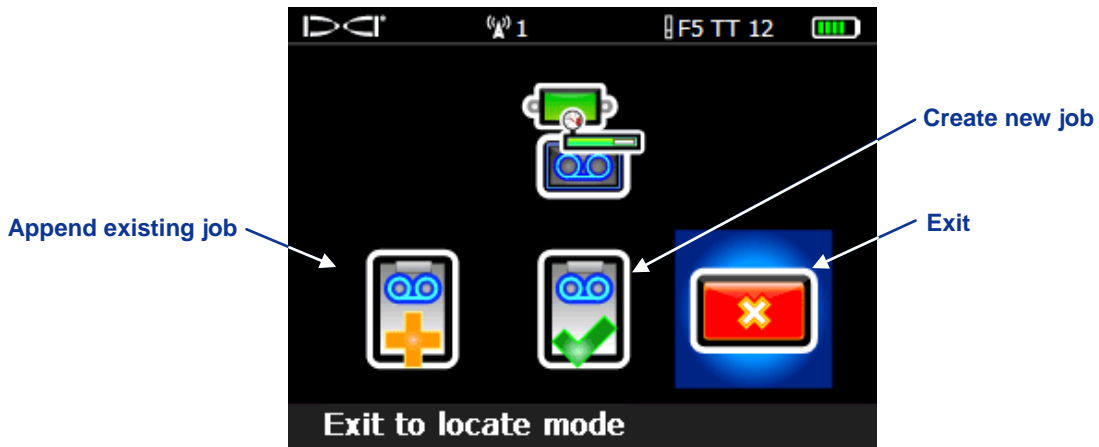 DCI
1
F5 TT 12
Create new job
Append existing job
Exit
Exit to locate mode